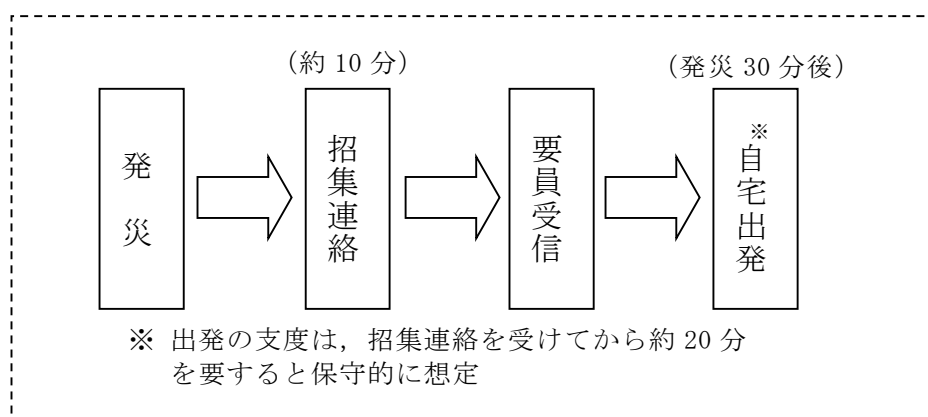 (約 10 分)
(発災 30 分後)
発災
招集連絡
要員受信
※自宅出発
※ 出発の支度は，招集連絡を受けてから約 20 分
を要すると保守的に想定